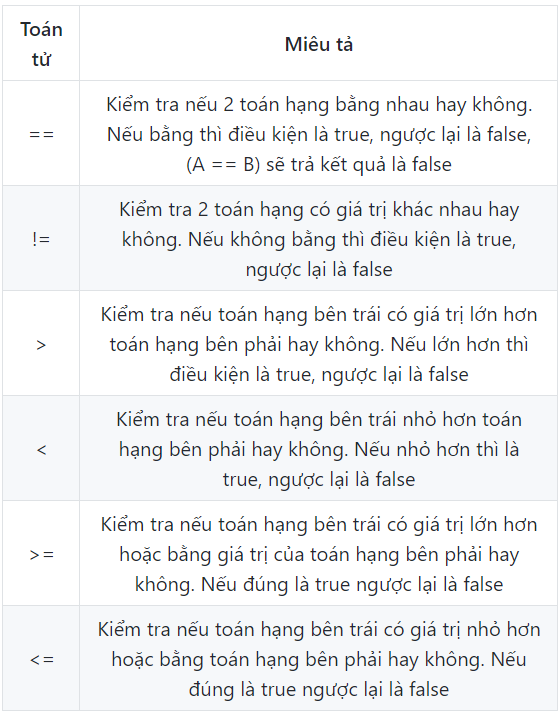 Toán
tử
Miêu tả
==
Kiểm tra nếu 2 toán hạng bằng nhau hay không.
Nếu bằng thì điều kiện là true, ngược lại là false,
(A == B) sẽ trả kết quả là false
!=
Kiểm tra 2 toán hạng có giá trị khác nhau hay
không. Nếu không bằng thì điều kiện là true,
ngược lại là false
>
Kiểm tra nếu toán hạng bên trái có giá trị lớn hơn
toán hạng bên phải hay không. Nếu lớn hơn thì
điều kiện là true, ngược lại là false
<
Kiểm tra nếu toán hạng bên trái nhỏ hơn toán
hạng bên phải hay không. Nếu nhỏ hơn thì là
true, ngược lại là false
>=
Kiểm tra nếu toán hạng bên trái có giá trị lớn hơn
hoặc bằng giá trị của toán hạng bên phải hay
không. Nếu đúng là true ngược lại là false
<=
Kiểm tra nếu toán hạng bên trái có giá trị nhỏ hơn
hoặc bằng toán hạng bên phải hay không. Nếu
đúng là true ngược lại là false